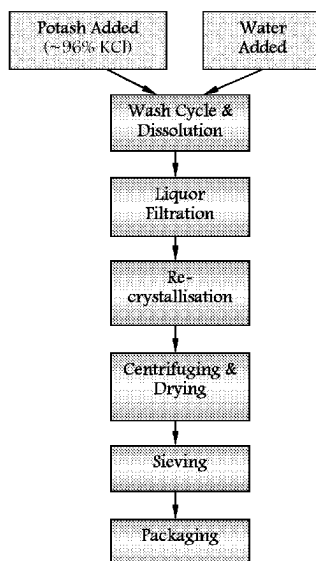 Potash Added
(~96% KCl)
Water
Added
Wash Cycle &
Dissolution
Liquor
Filtration
Re-
crystallisation
Centrifuging &
Drying
Sieving
Packaging